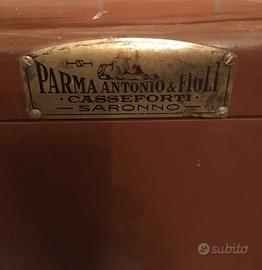 PARMA ANTONIO & FIGLI
· CASSEFORTI ·
— SARONNO —
subito